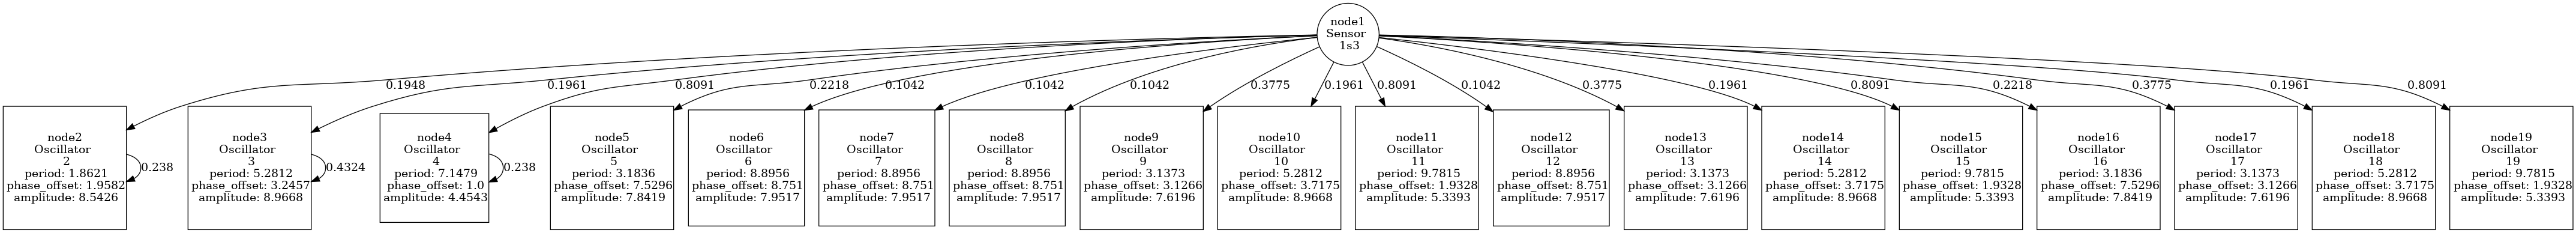 node1
Sensor
1s3
0.1948
0.1961
0.8091
0.2218
0.1042
0.1042
0.1042
0.3775
0.1961
0.8091
0.1042
0.3775
0.1961
0.8091
0.2218
0.3775
0.1961
0.8091
node2
Oscillator
2
period: 1.8621
phase_offset: 1.9582
amplitude: 8.5426
0.238
node3
Oscillator
3
period: 5.2812
phase_offset: 3.2457
amplitude: 8.9668
0.4324
node4
Oscillator
4
period: 7.1479
phase_offset: 1.0
amplitude: 4.4543
0.238
node5
Oscillator
5
period: 3.1836
phase_offset: 7.5296
amplitude: 7.8419
node6
Oscillator
6
period: 8.8956
phase_offset: 8.751
amplitude: 7.9517
node7
Oscillator
7
period: 8.8956
phase_offset: 8.751
amplitude: 7.9517
node8
Oscillator
8
period: 8.8956
phase_offset: 8.751
amplitude: 7.9517
node9
Oscillator
9
period: 3.1373
phase_offset: 3.1266
amplitude: 7.6196
node10
Oscillator
10
period: 5.2812
phase_offset: 3.7175
amplitude: 8.9668
node11
Oscillator
11
period: 9.7815
phase_offset: 1.9328
amplitude: 5.3393
node12
Oscillator
12
period: 8.8956
phase_offset: 8.751
amplitude: 7.9517
node13
Oscillator
13
period: 3.1373
phase_offset: 3.1266
amplitude: 7.6196
node14
Oscillator
14
period: 5.2812
phase_offset: 3.7175
amplitude: 8.9668
node15
Oscillator
15
period: 9.7815
phase_offset: 1.9328
amplitude: 5.3393
node16
Oscillator
16
period: 3.1836
phase_offset: 7.5296
amplitude: 7.8419
node17
Oscillator
17
period: 3.1373
phase_offset: 3.1266
amplitude: 7.6196
node18
Oscillator
18
period: 5.2812
phase_offset: 3.7175
amplitude: 8.9668
node19
Oscillator
19
period: 9.7815
phase_offset: 1.9328
amplitude: 5.3393